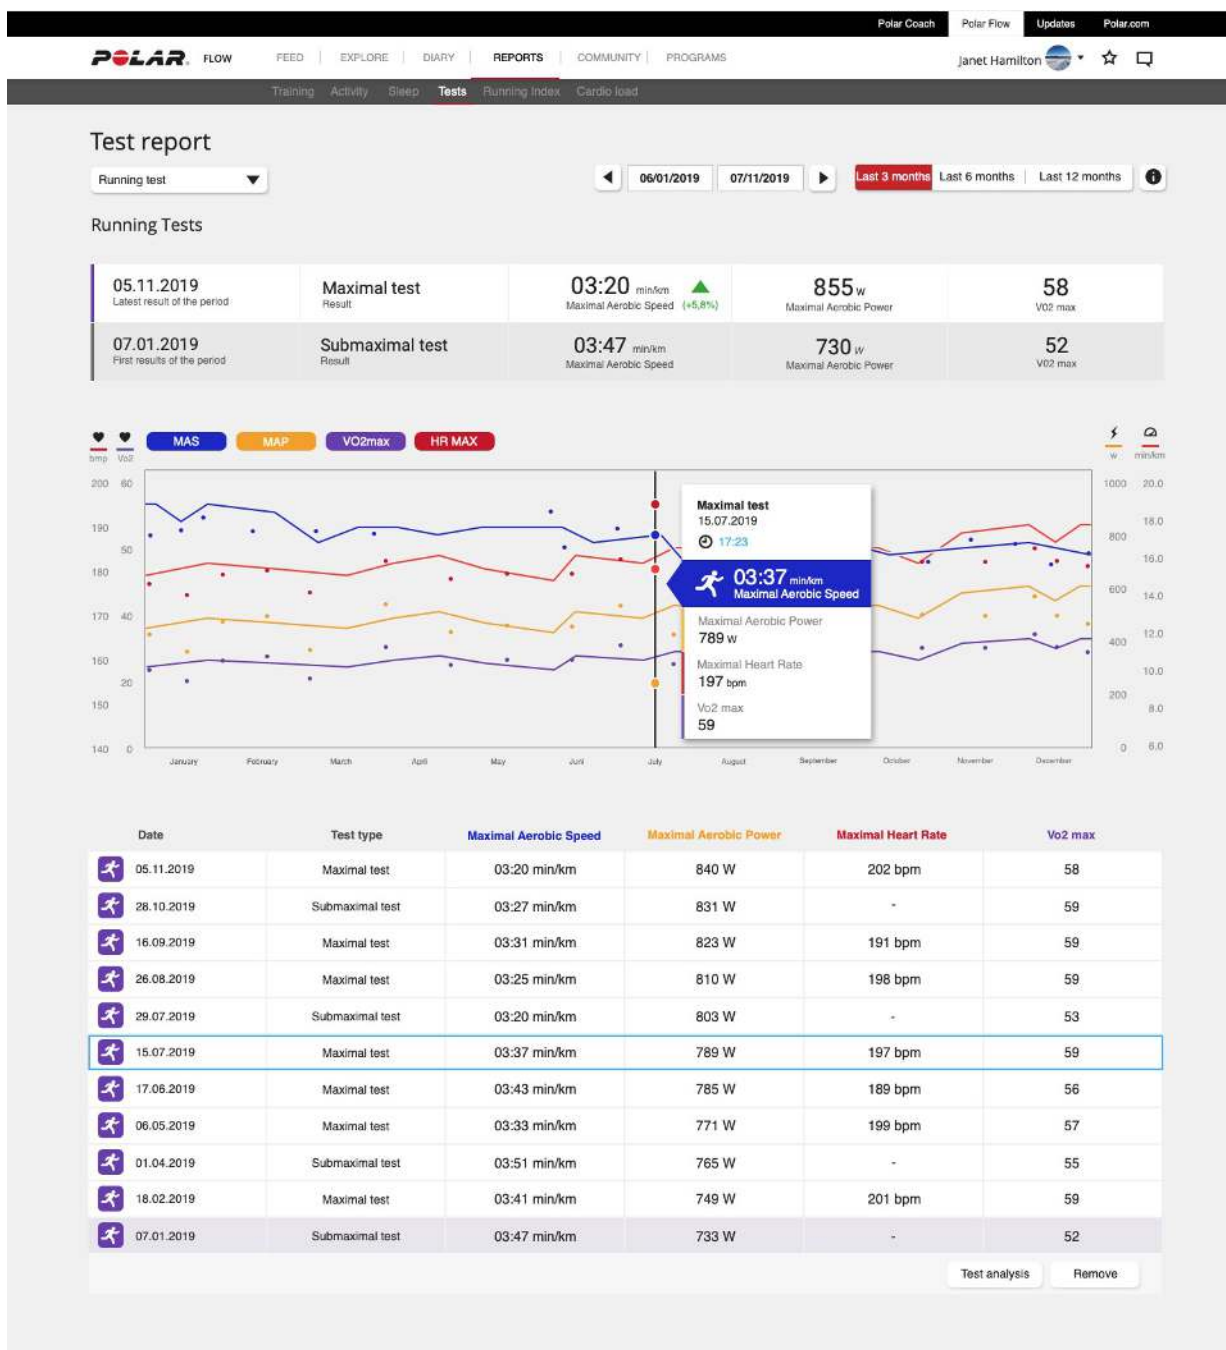 Polar Coach Polar Flow Updates Polar.com
POLAR. FLOW FEED EXPLORE DIARY REPORTS COMMUNITY PROGRAMS Janet Hamilton
Training Activity Sleep Tests Running Index Cardio load
Test report
Running test 06/01/2019 07/11/2019 Last 3 months Last 6 months Last 12 months
Running Tests
05.11.2019 Maximal test 03:20 min/km 855 w 58
Latest result of the period Result Maximal Aerobic Speed (+5,8%) Maximal Aerobic Power V02 max
07.01.2019 Submaximal test 03:47 min/km 730 w 52
First results of the period Result Maximal Aerobic Speed Maximal Aerobic Power V02 max
MAS MAP VO2max HR MAX
bmp Vo2 w min/km
200 60 1000 20.0
190 18.0
50 800
180 16.0
600 14.0
170 40
400 12.0
160 10.0
20 200
150 8.0
140 0 0 6.0
Maximal test
15.07.2019
17:23
03:37 min/km
Maximal Aerobic Speed
Maximal Aerobic Power
789 w
Maximal Heart Rate
197 bpm
Vo2 max
59
January February March April May Juni July August September October November December
Date Test type Maximal Aerobic Speed Maximal Aerobic Power Maximal Heart Rate Vo2 max
05.11.2019 Maximal test 03:20 min/km 840 W 202 bpm 58
28.10.2019 Submaximal test 03:27 min/km 831 W - 59
16.09.2019 Maximal test 03:31 min/km 823 W 191 bpm 59
26.08.2019 Maximal test 03:25 min/km 810 W 198 bpm 59
29.07.2019 Submaximal test 03:20 min/km 803 W - 53
15.07.2019 Maximal test 03:37 min/km 789 W 197 bpm 59
17.06.2019 Maximal test 03:43 min/km 785 W 189 bpm 56
06.05.2019 Maximal test 03:33 min/km 771 W 199 bpm 57
01.04.2019 Submaximal test 03:51 min/km 765 W - 55
18.02.2019 Maximal test 03:41 min/km 749 W 201 bpm 59
07.01.2019 Submaximal test 03:47 min/km 733 W - 52
Test analysis Remove